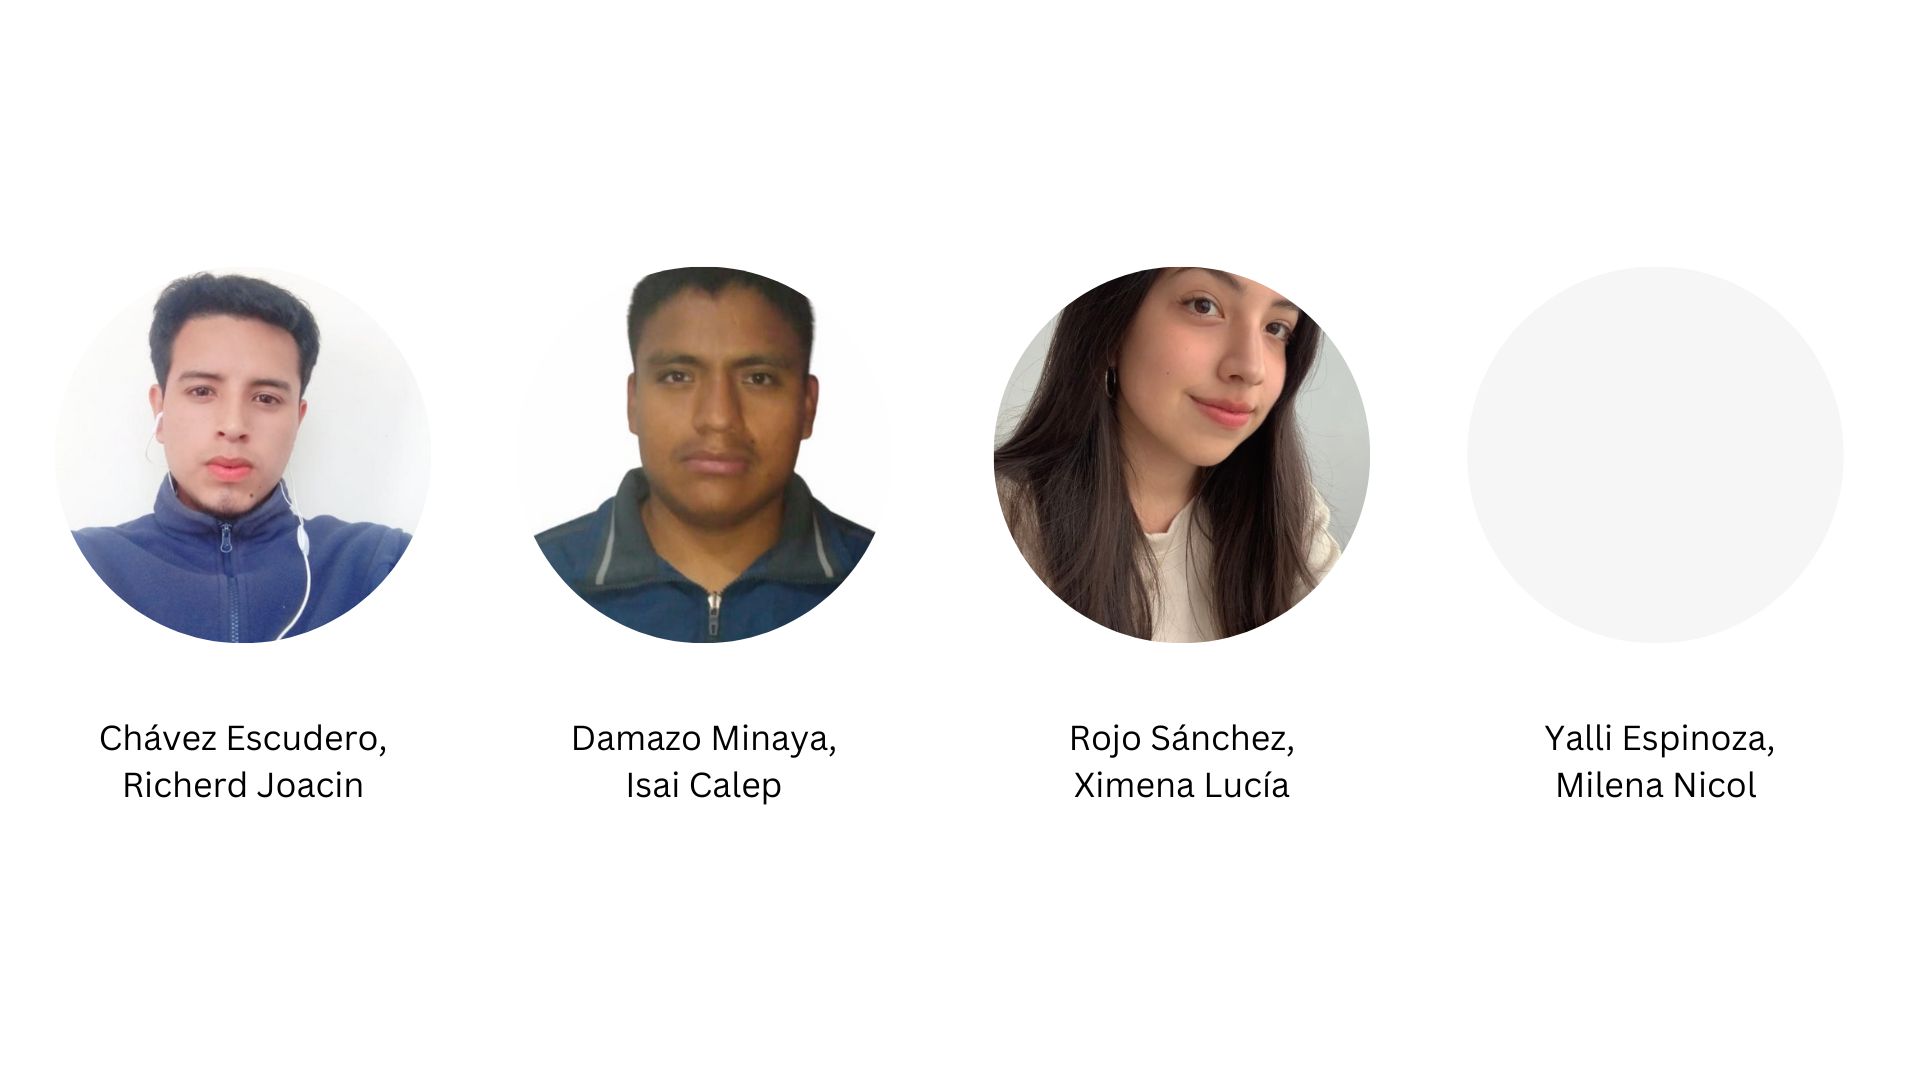 Chávez Escudero,
Richerd Joacin
Damazo Minaya,
Isai Calep
Rojo Sánchez,
Ximena Lucía
Yalli Espinoza,
Milena Nicol